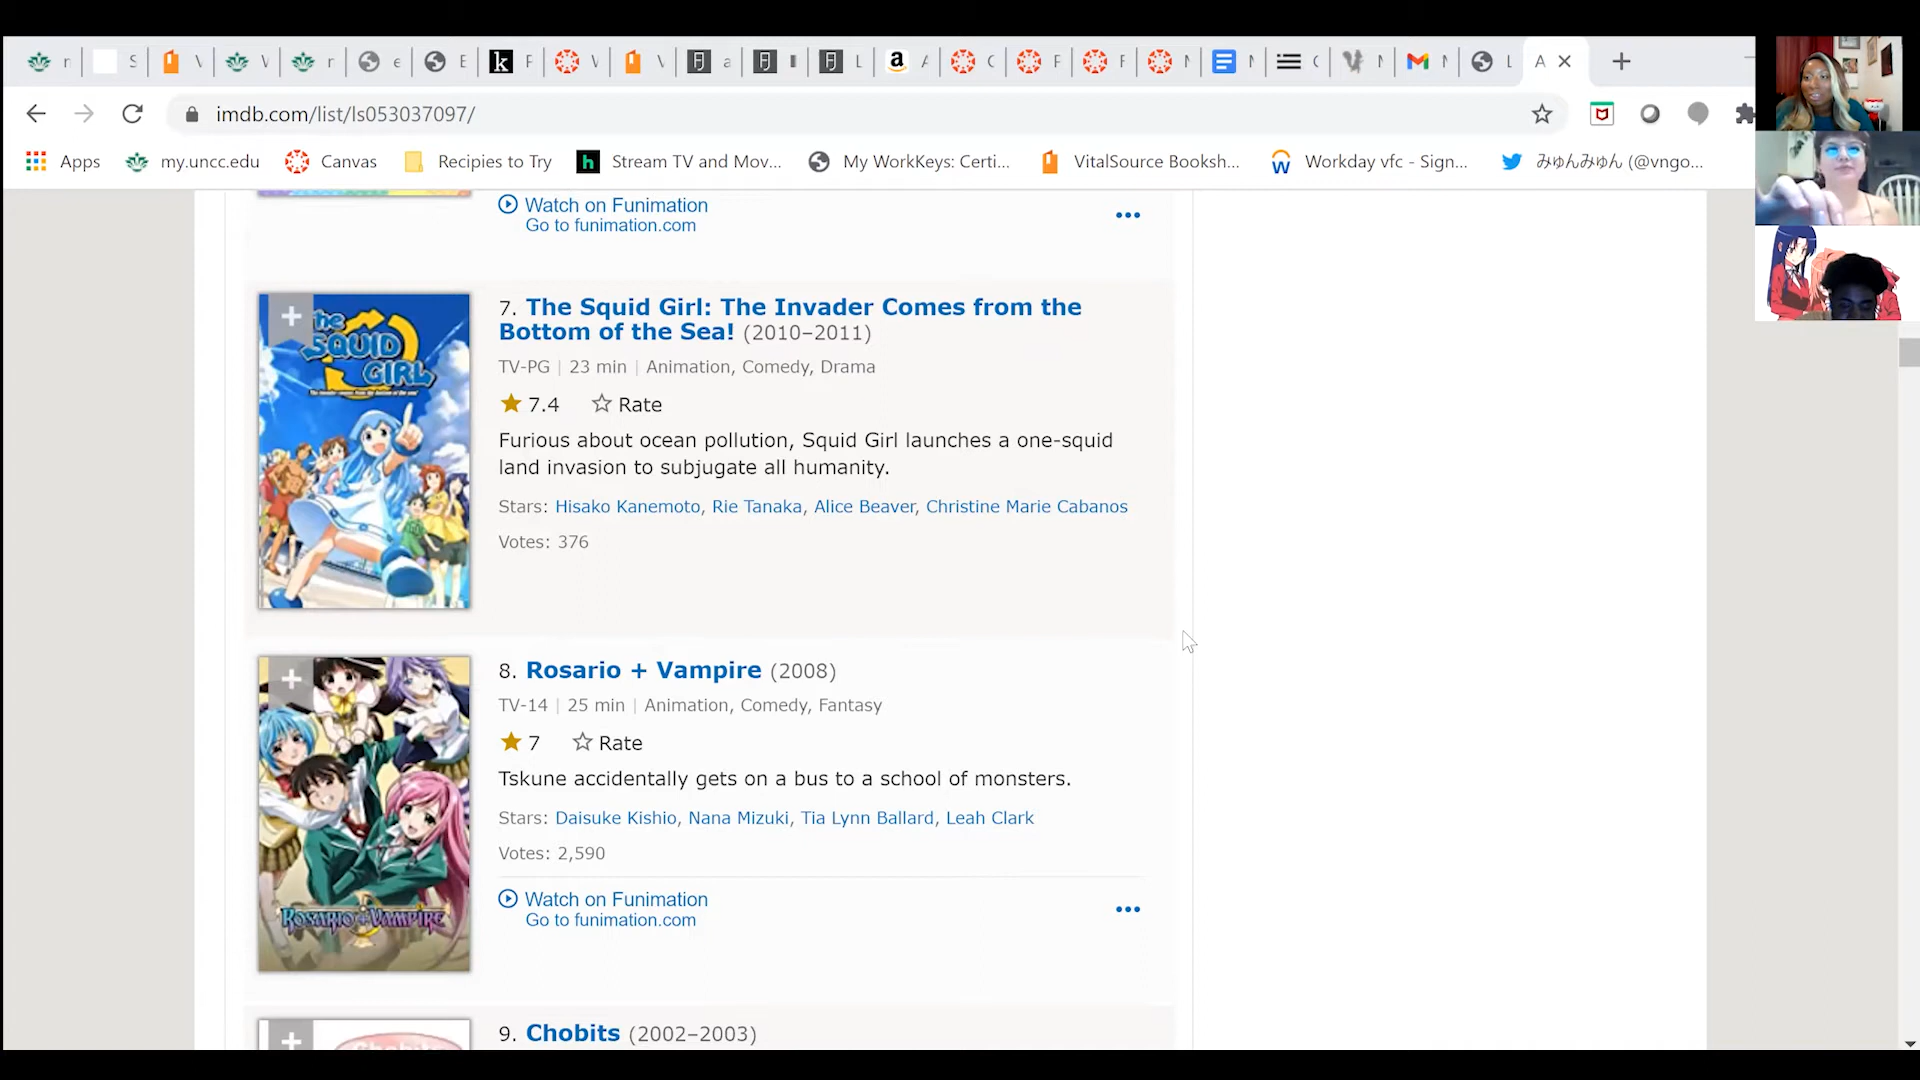 imdb.com/list/ls053037097/
Apps my.uncc.edu Canvas Recipies to Try Stream TV and Mov... My WorkKeys: Certi... VitalSource Booksh... Workday vfc - Sign... みゅんみゅん (@vngo...
Watch on Funimation
Go to funimation.com
7. The Squid Girl: The Invader Comes from the
Bottom of the Sea! (2010–2011)
TV-PG | 23 min | Animation, Comedy, Drama
7.4 Rate
Furious about ocean pollution, Squid Girl launches a one-squid
land invasion to subjugate all humanity.
Stars: Hisako Kanemoto, Rie Tanaka, Alice Beaver, Christine Marie Cabanos
Votes: 376
The
SQUID
GIRL
8. Rosario + Vampire (2008)
TV-14 | 25 min | Animation, Comedy, Fantasy
7 Rate
Tskune accidentally gets on a bus to a school of monsters.
Stars: Daisuke Kishio, Nana Mizuki, Tia Lynn Ballard, Leah Clark
Votes: 2,590
Watch on Funimation
Go to funimation.com
ROSARIO + VAMPIRE
9. Chobits (2002–2003)